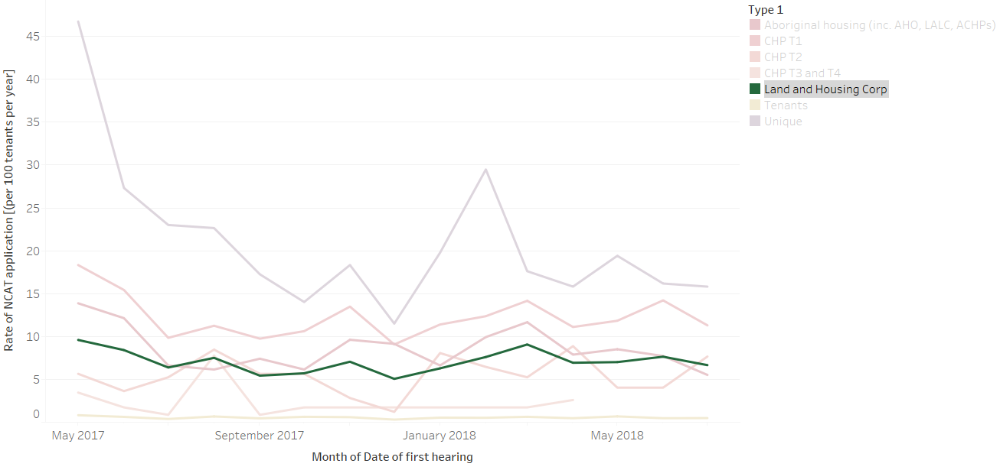 Type 1
Aboriginal housing (inc. AHO, LALC, ACHPs)
CHP T1
CHP T2
CHP T3 and T4
Land and Housing Corp
Tenants
Unique
Rate of NCAT application [(per 100 tenants per year]
45
40
35
30
25
20
15
10
5
0
May 2017
September 2017
January 2018
May 2018
Month of Date of first hearing